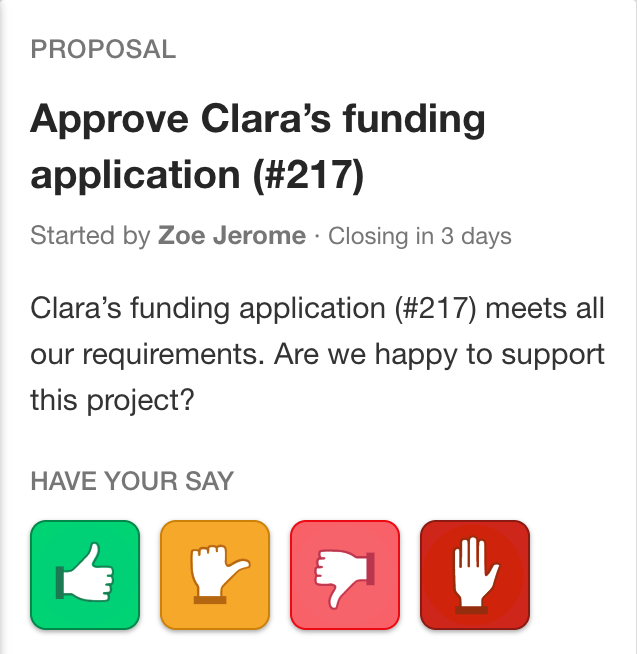 PROPOSAL
Approve Clara’s funding
application (#217)
Started by Zoe Jerome · Closing in 3 days
Clara’s funding application (#217) meets all
our requirements. Are we happy to support
this project?
HAVE YOUR SAY